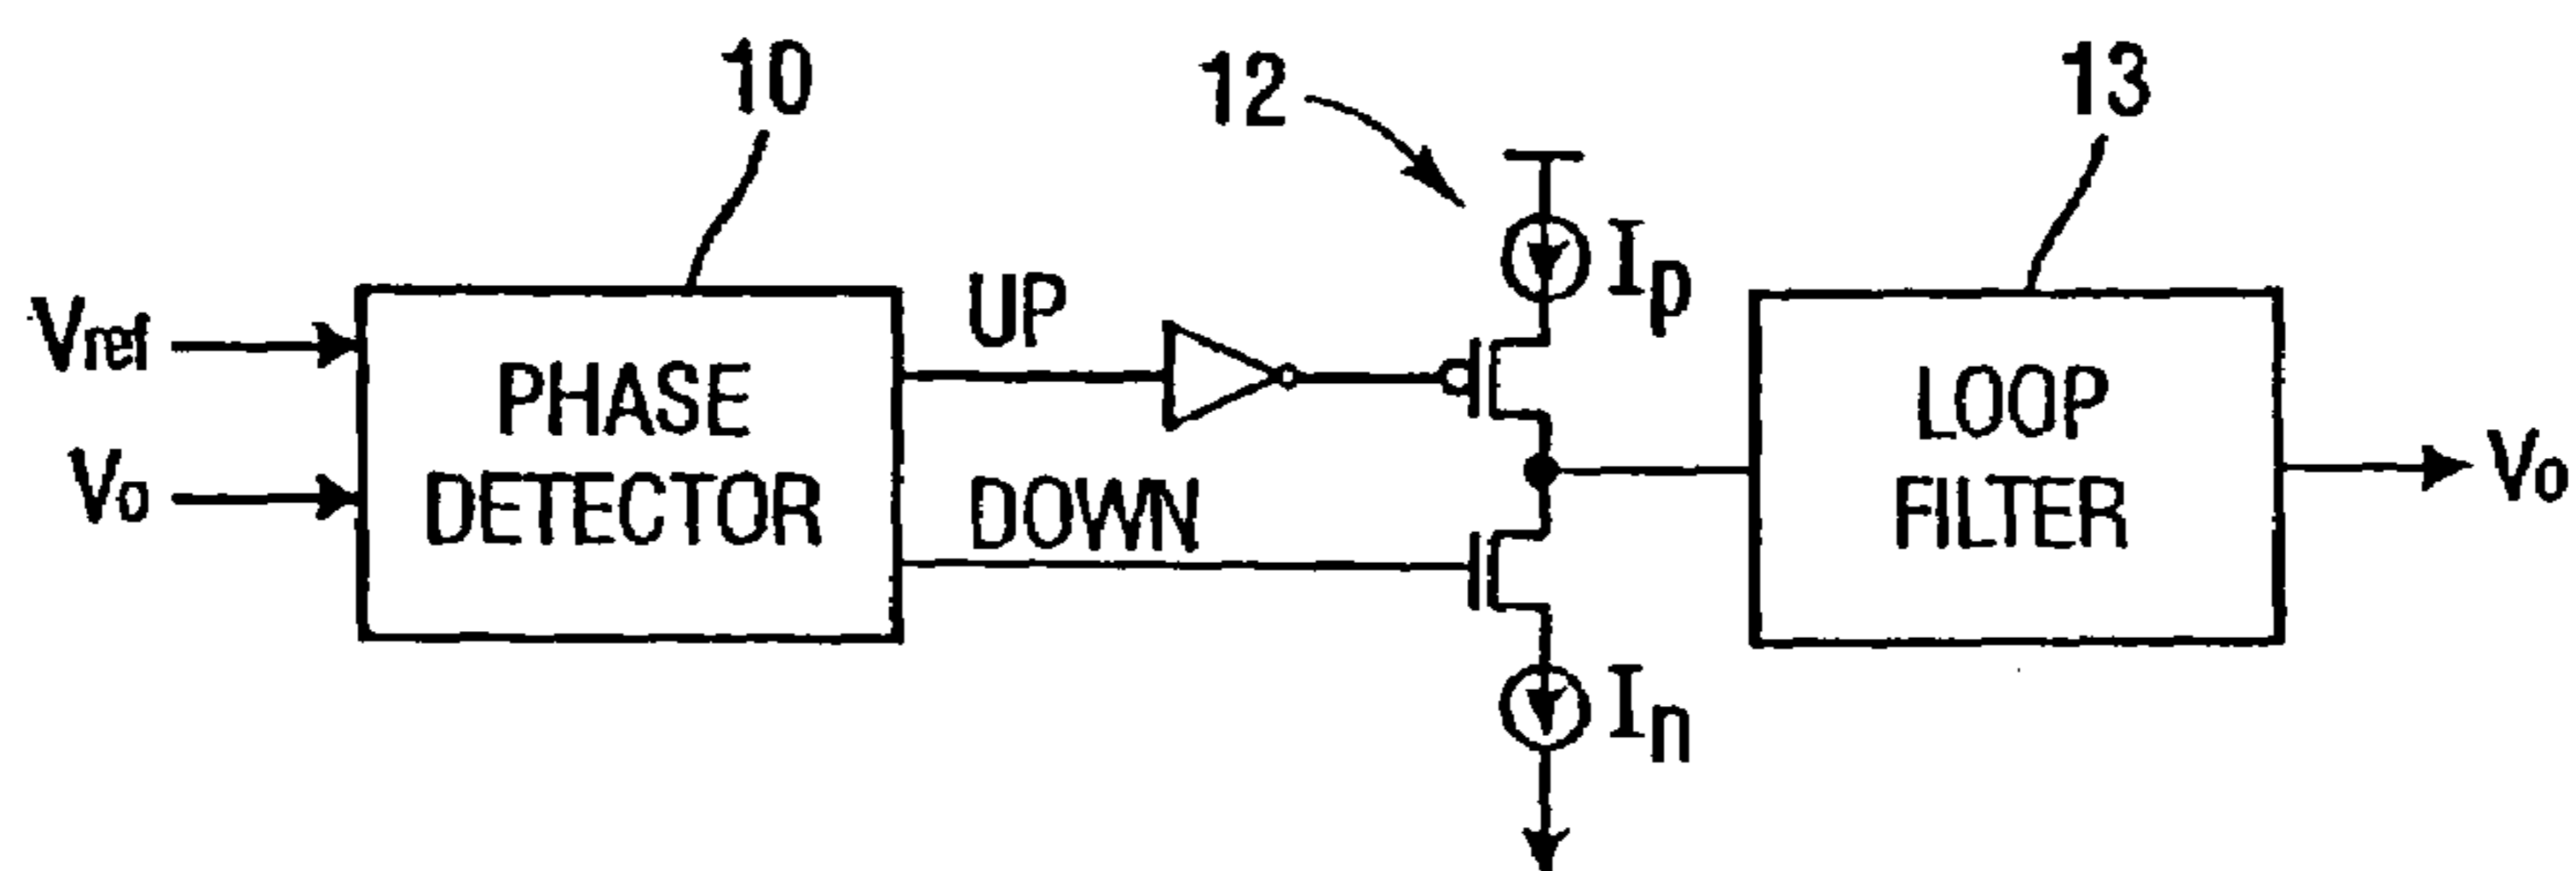 10
12
13
Vref
Vo
PHASE
DETECTOR
UP
DOWN
Ip
In
LOOP
FILTER
Vo